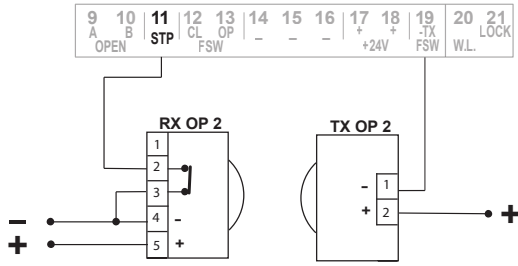 9 10 11 12 13 14 15 16 17 18 19 20 21
A B STP CL OP – – – + + -TX LOCK
OPEN FSW +24V FSW W.L.
RX OP 2 TX OP 2
1
2
3
4 -
5 +
- 1
+ 2
–
+
+